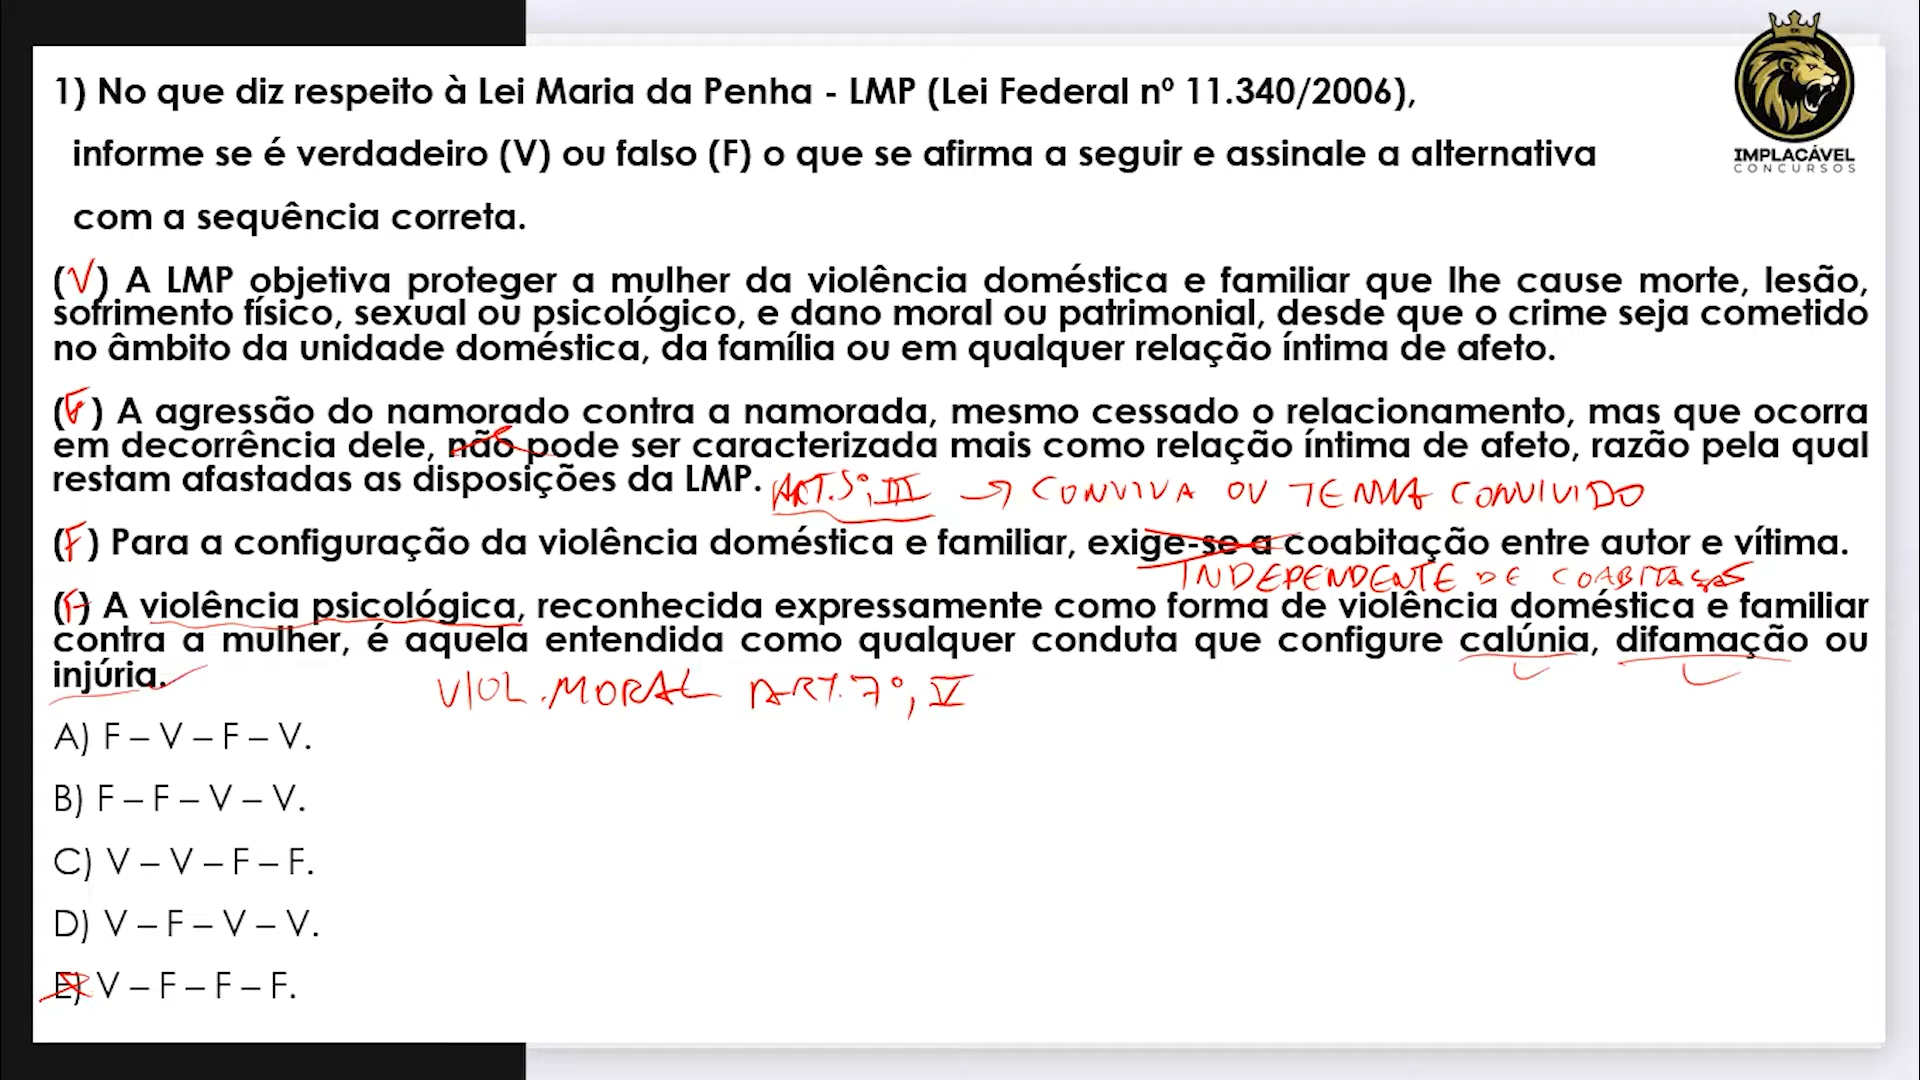 IMPLACÁVEL
CONCURSOS
1) No que diz respeito à Lei Maria da Penha - LMP (Lei Federal nº 11.340/2006),
informe se é verdadeiro (V) ou falso (F) o que se afirma a seguir e assinale a alternativa
com a sequência correta.
(V) A LMP objetiva proteger a mulher da violência doméstica e familiar que lhe cause morte, lesão,
sofrimento físico, sexual ou psicológico, e dano moral ou patrimonial, desde que o crime seja cometido
no âmbito da unidade doméstica, da família ou em qualquer relação íntima de afeto.
(F) A agressão do namorado contra a namorada, mesmo cessado o relacionamento, mas que ocorra
em decorrência dele, não pode ser caracterizada mais como relação íntima de afeto, razão pela qual
restam afastadas as disposições da LMP. ART. 5º, III → CONVIVA OU TENHA CONVIVIDO
(F) Para a configuração da violência doméstica e familiar, exige-se a coabitação entre autor e vítima.
INDEPENDENTE DE COABITAÇÃO
(F) A violência psicológica, reconhecida expressamente como forma de violência doméstica e familiar
contra a mulher, é aquela entendida como qualquer conduta que configure calúnia, difamação ou
injúria.
VIOL. MORAL ART. 7º, V
A) F – V – F – V.
B) F – F – V – V.
C) V – V – F – F.
D) V – F – V – V.
E) V – F – F – F.